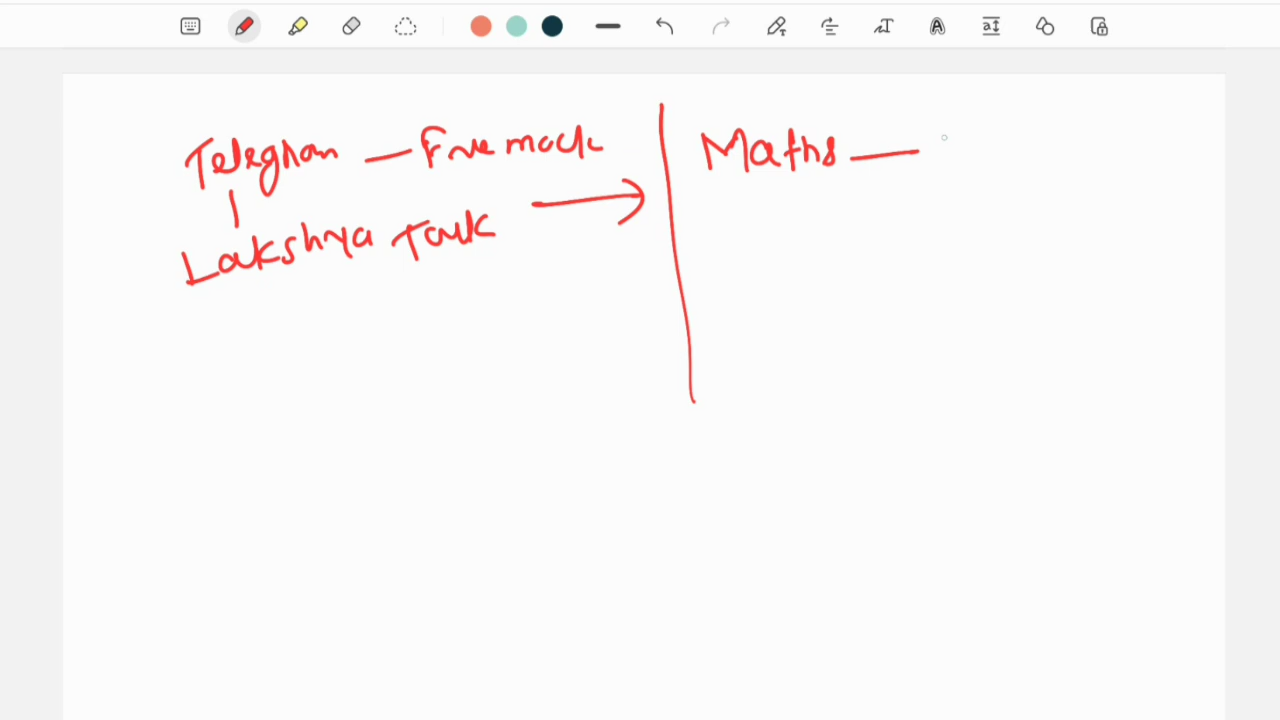 Telegram — Free mock
Lakshya Talk →
Maths —